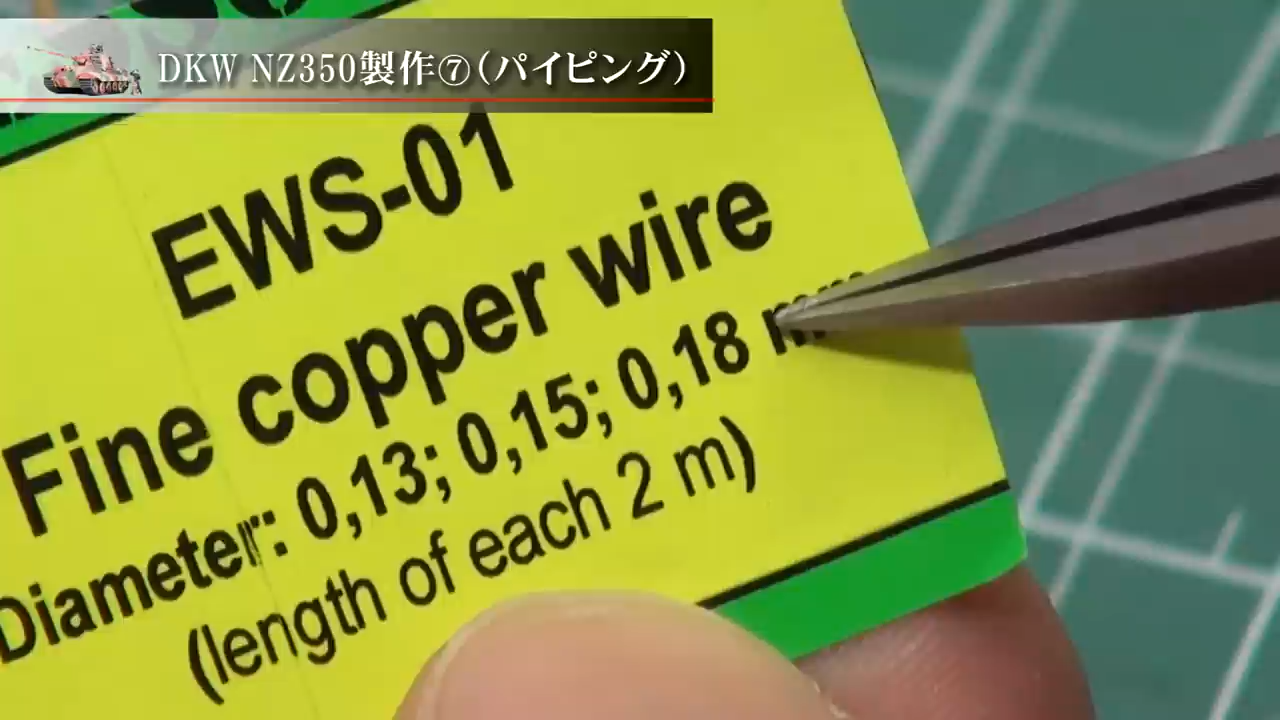 DKW NZ350製作⑦(パイピング)
EWS-01
Fine copper wire
Diameter: 0,13; 0,15; 0,18 mm
(length of each 2 m)